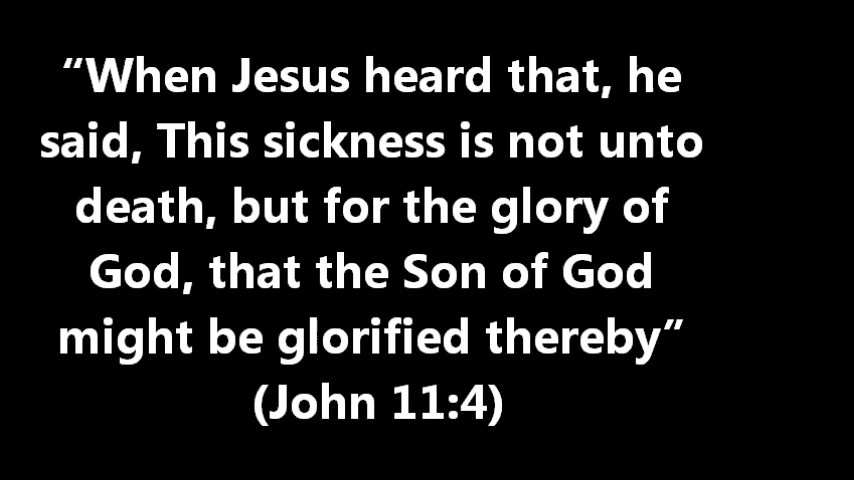 “When Jesus heard that, he
said, This sickness is not unto
death, but for the glory of
God, that the Son of God
might be glorified thereby”
(John 11:4)